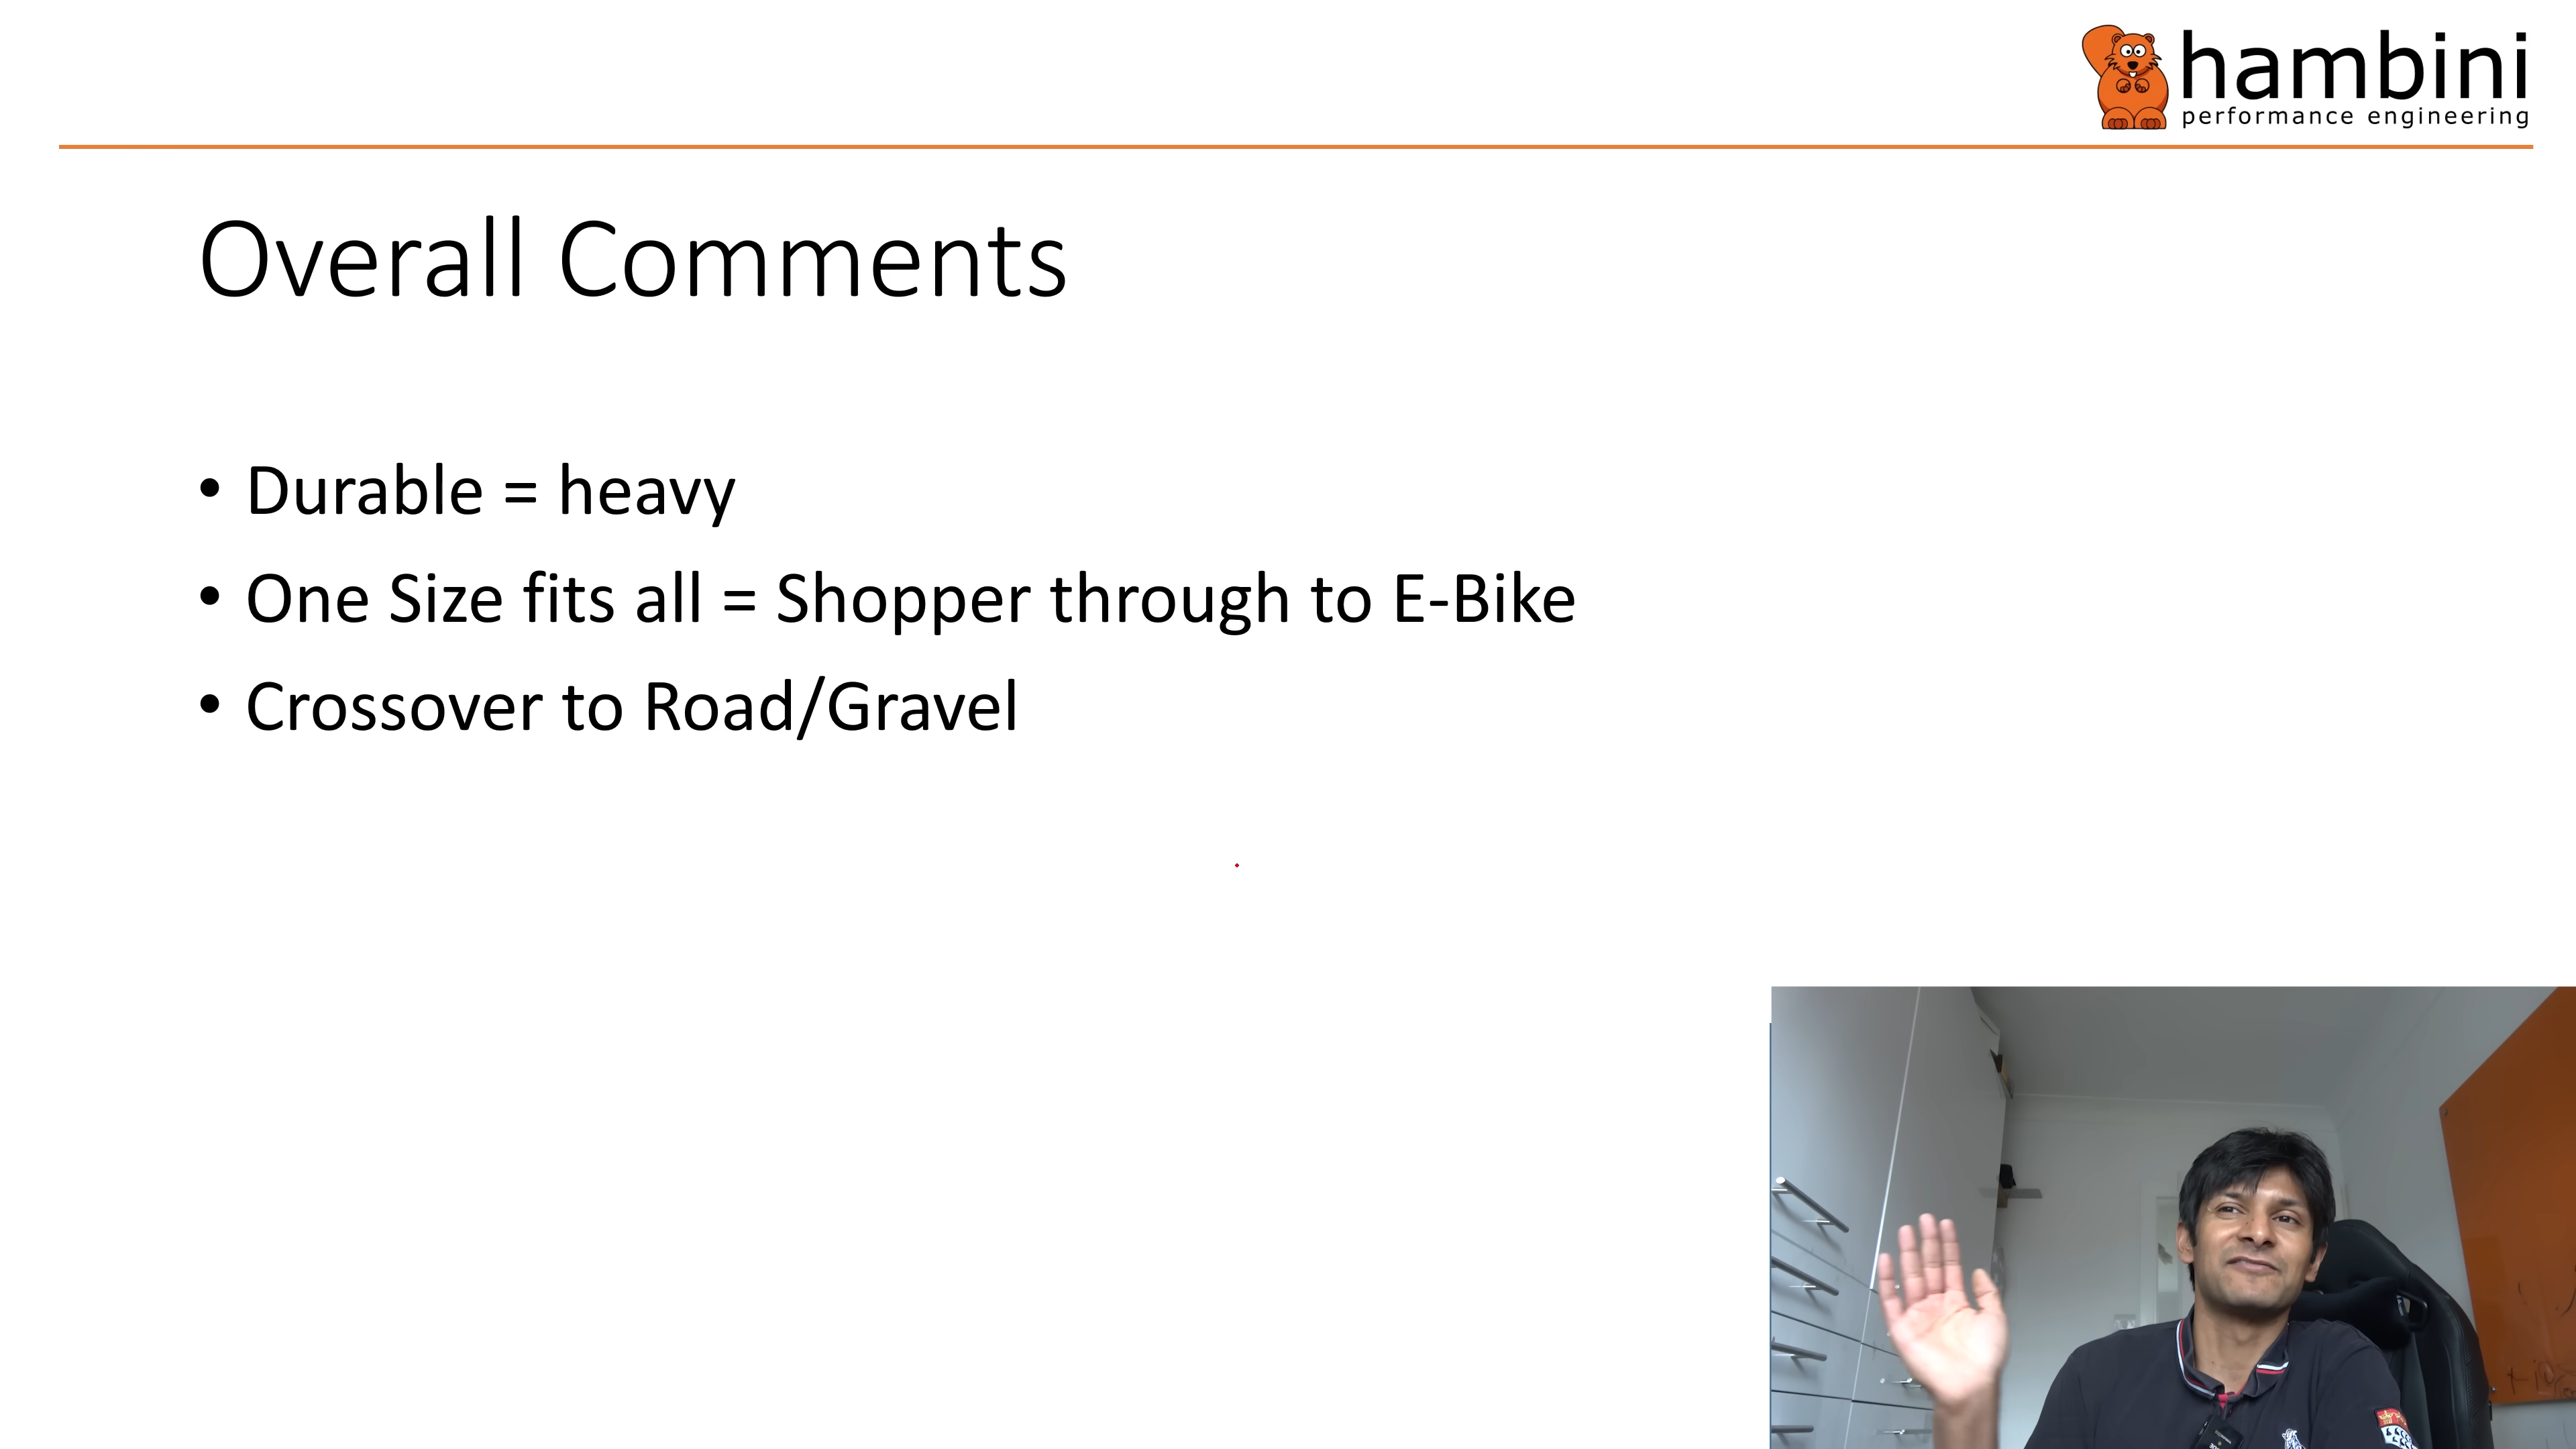 hambini
performance engineering
Overall Comments
• Durable = heavy
• One Size fits all = Shopper through to E-Bike
• Crossover to Road/Gravel